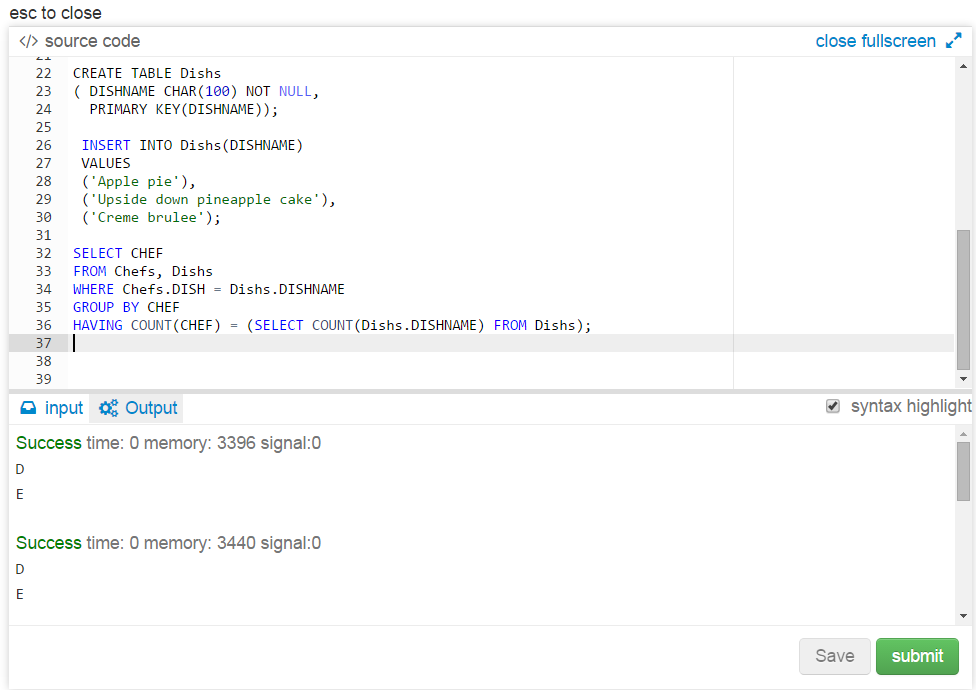 esc to close
</> source code
close fullscreen
21
22 CREATE TABLE Dishs
23 ( DISHNAME CHAR(100) NOT NULL,
24   PRIMARY KEY(DISHNAME));
25
26  INSERT INTO Dishs(DISHNAME)
27  VALUES
28  ('Apple pie'),
29  ('Upside down pineapple cake'),
30  ('Creme brulee');
31
32 SELECT CHEF
33 FROM Chefs, Dishs
34 WHERE Chefs.DISH = Dishs.DISHNAME
35 GROUP BY CHEF
36 HAVING COUNT(CHEF) = (SELECT COUNT(Dishs.DISHNAME) FROM Dishs);
37
38
39
input Output syntax highlight
Success time: 0 memory: 3396 signal:0
D
E
Success time: 0 memory: 3440 signal:0
D
E
Save submit